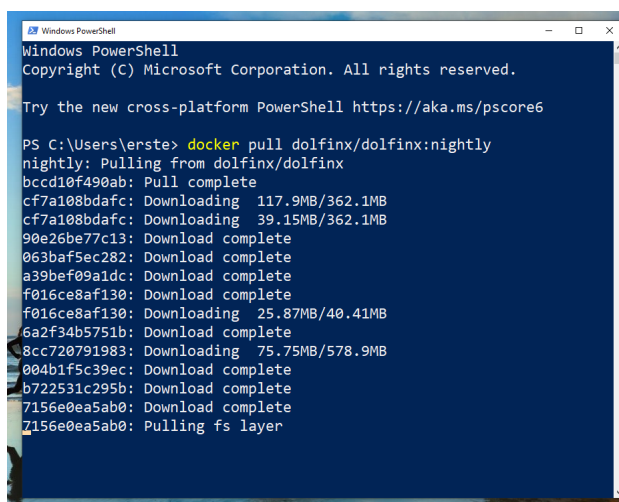 Windows PowerShell
Windows PowerShell
Copyright (C) Microsoft Corporation. All rights reserved.
Try the new cross-platform PowerShell https://aka.ms/pscore6
PS C:\Users\erste> docker pull dolfinx/dolfinx:nightly
nightly: Pulling from dolfinx/dolfinx
bccd10f490ab: Pull complete
cf7a108bdafc: Downloading  117.9MB/362.1MB
cf7a108bdafc: Downloading  39.15MB/362.1MB
90e26be77c13: Download complete
063baf5ec282: Download complete
a39bef09a1dc: Download complete
f016ce8af130: Download complete
f016ce8af130: Downloading  25.87MB/40.41MB
6a2f34b5751b: Download complete
8cc720791983: Downloading  75.75MB/578.9MB
004b1f5c39ec: Download complete
b722531c295b: Download complete
7156e0ea5ab0: Download complete
7156e0ea5ab0: Pulling fs layer